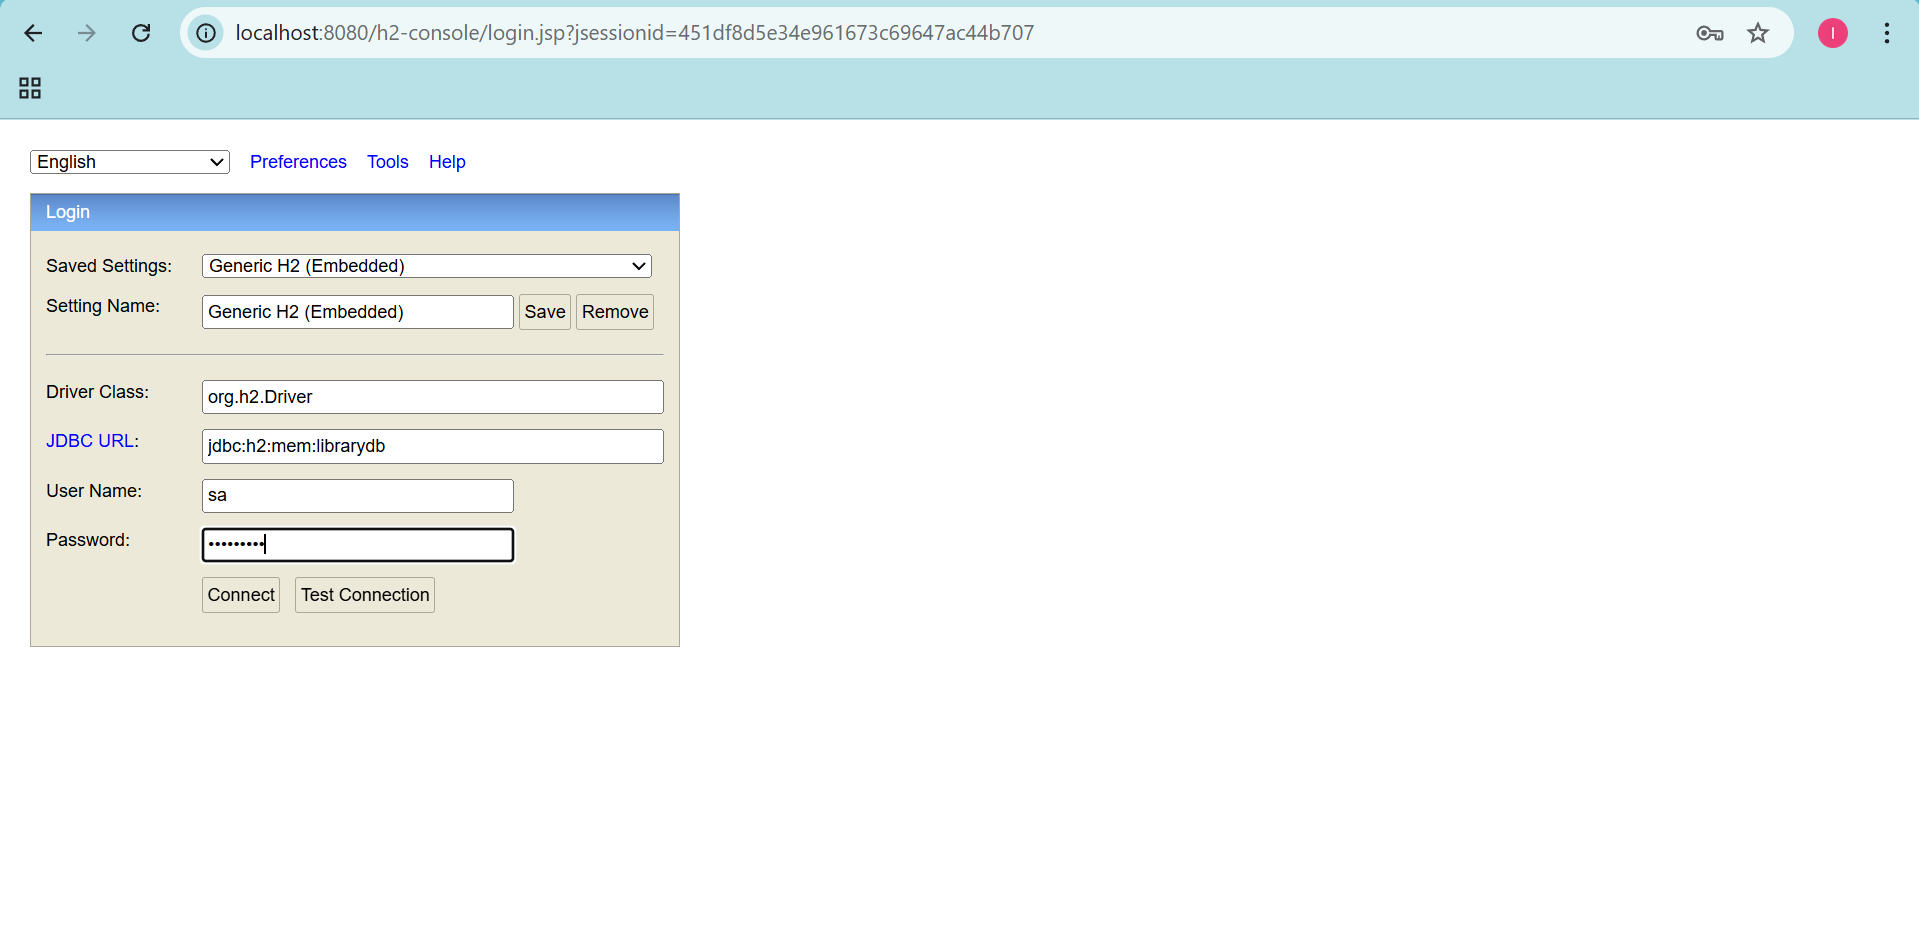 localhost:8080/h2-console/login.jsp?jsessionid=451df8d5e34e961673c69647ac44b707
I
English Preferences Tools Help
Login
Saved Settings: Generic H2 (Embedded)
Setting Name: Generic H2 (Embedded) Save Remove
Driver Class: org.h2.Driver
JDBC URL: jdbc:h2:mem:librarydb
User Name: sa
Password: •••••••••
Connect Test Connection